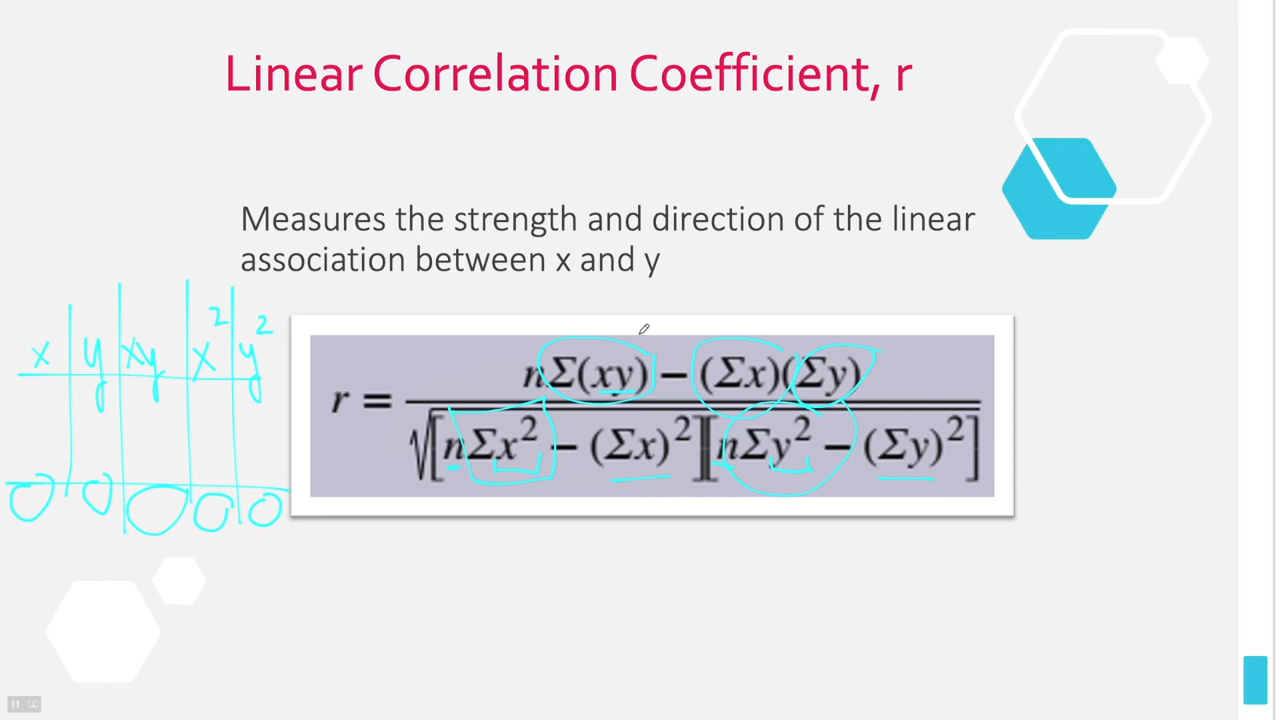 Linear Correlation Coefficient, r
Measures the strength and direction of the linear
association between x and y
x y xy x² y²
r = nΣ(xy) − (Σx)(Σy)
√[nΣx² − (Σx)²][nΣy² − (Σy)²]